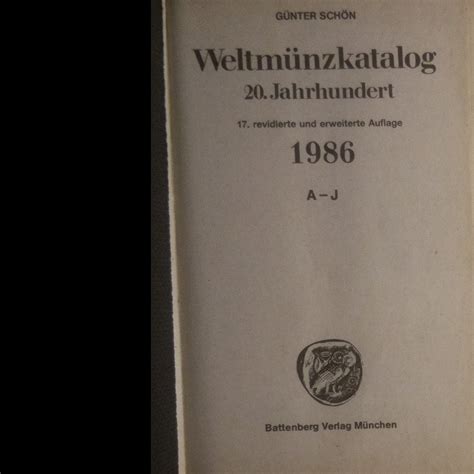 GÜNTER SCHÖN
Weltmünzkatalog
20. Jahrhundert
17. revidierte und erweiterte Auflage
1986
A – J
Battenberg Verlag München